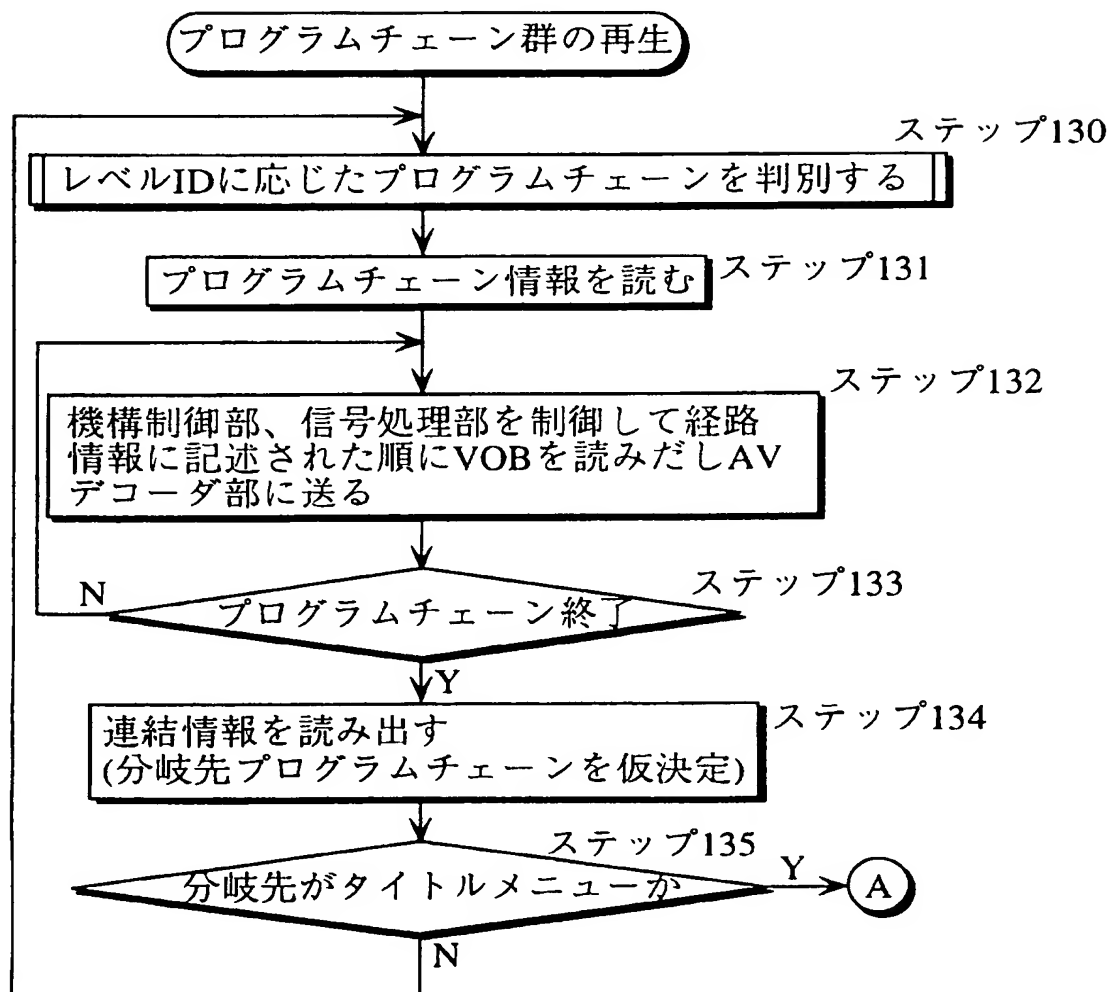 プログラムチェーン群の再生
ステップ130
レベルIDに応じたプログラムチェーンを判別する
プログラムチェーン情報を読む
ステップ131
ステップ132
機構制御部、信号処理部を制御して経路
情報に記述された順にVOBを読みだしAV
デコーダ部に送る
ステップ133
N
プログラムチェーン終了
Y
連結情報を読み出す
ステップ134
(分岐先プログラムチェーンを仮決定)
ステップ135
分岐先がタイトルメニューか
Y
A
N